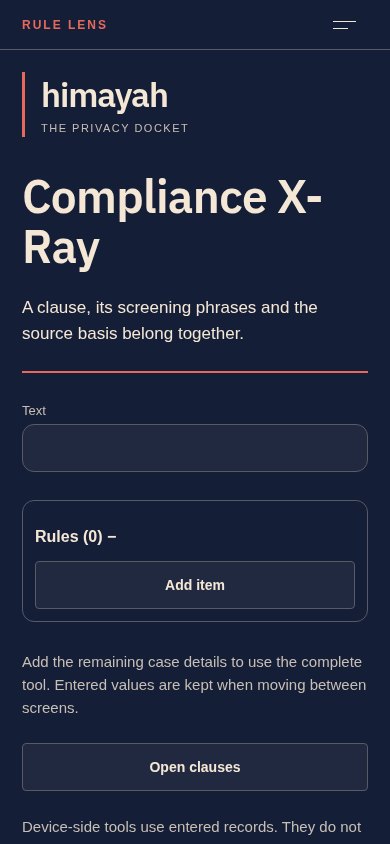 RULE LENS
himayah
THE PRIVACY DOCKET
Compliance X-
Ray
A clause, its screening phrases and the
source basis belong together.
Text
Rules (0) –
Add item
Add the remaining case details to use the complete
tool. Entered values are kept when moving between
screens.
Open clauses
Device-side tools use entered records. They do not